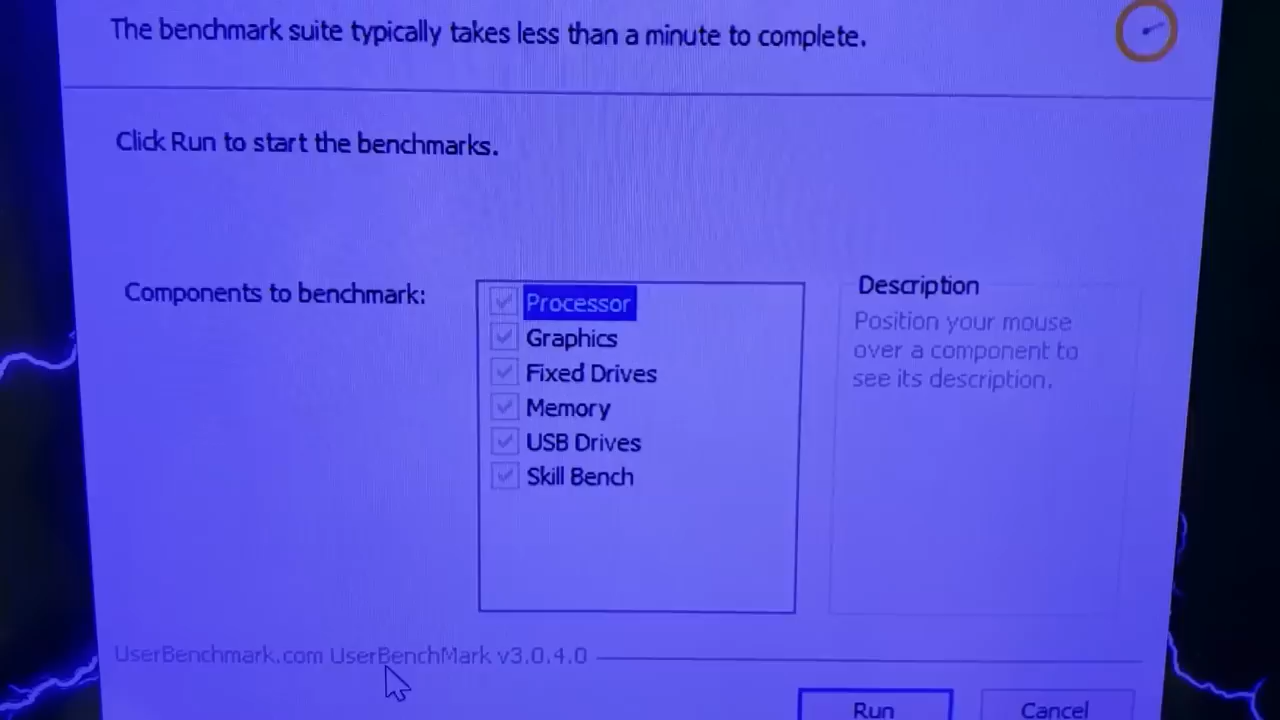 The benchmark suite typically takes less than a minute to complete.
Click Run to start the benchmarks.
Components to benchmark:
Processor
Graphics
Fixed Drives
Memory
USB Drives
Skill Bench
Description
Position your mouse
over a component to
see its description.
UserBenchmark.com UserBenchMark v3.0.4.0
Run
Cancel